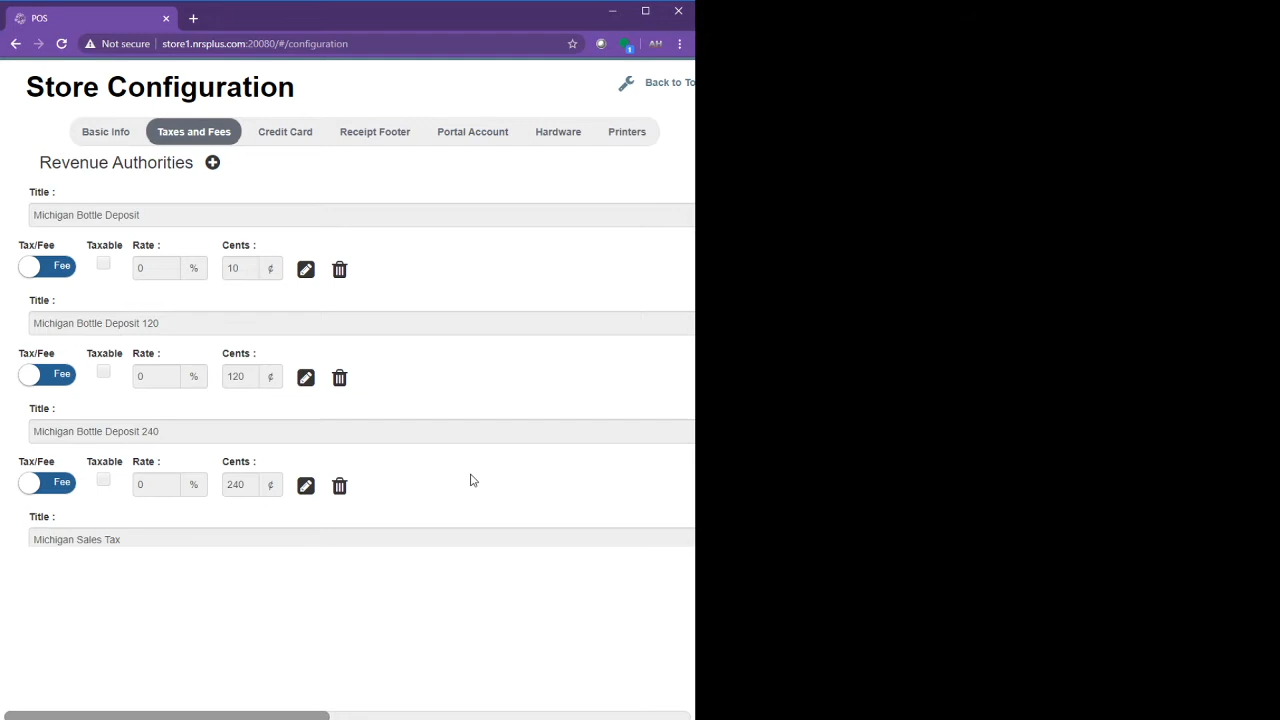 POS
Not secure store1.nrsplus.com:20080/#/configuration
AH
1
Store Configuration
Back to To
Basic Info Taxes and Fees Credit Card Receipt Footer Portal Account Hardware Printers
Revenue Authorities
Title :
Michigan Bottle Deposit
Tax/Fee Taxable Rate : Cents :
Fee 0 % 10 ¢
Title :
Michigan Bottle Deposit 120
Tax/Fee Taxable Rate : Cents :
Fee 0 % 120 ¢
Title :
Michigan Bottle Deposit 240
Tax/Fee Taxable Rate : Cents :
Fee 0 % 240 ¢
Title :
Michigan Sales Tax